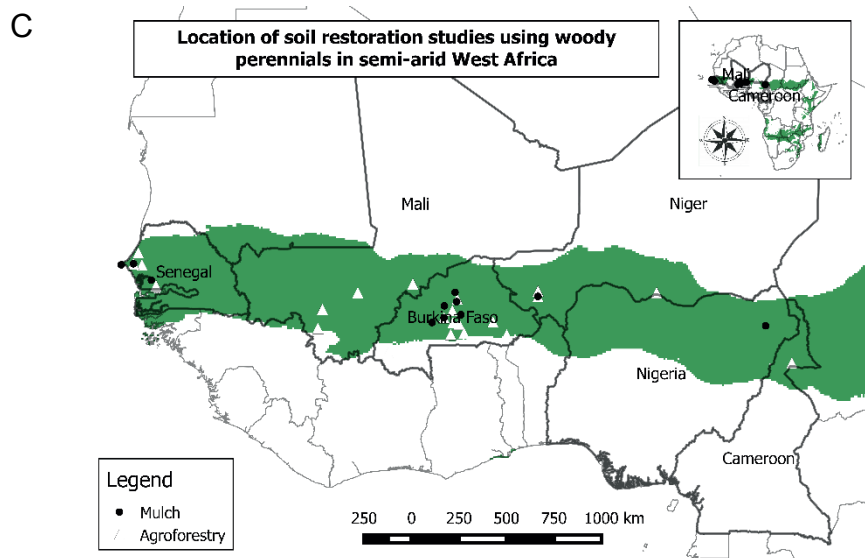 C
Location of soil restoration studies using woody
perennials in semi-arid West Africa
Mali
Cameroon
Mali
Niger
Senegal
Burkina Faso
Nigeria
Cameroon
Legend
Mulch
Agroforestry
250 0 250 500 750 1000 km